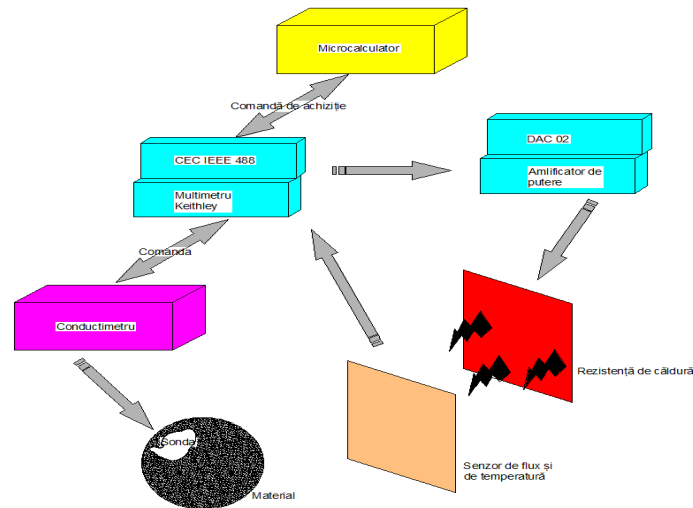 Microcalculator
Comandă de achiziție
CEC IEEE 488
DAC 02
Multimetru
Keithley
Amlificator de
putere
Comanda
Conductimetru
Rezistență de căldură
Sonda
Senzor de flux și
de temperatură
Material